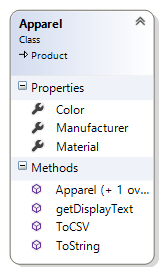 Apparel
Class
Product
Properties
Color
Manufacturer
Material
Methods
Apparel (+ 1 ov...
getDisplayText
ToCSV
ToString